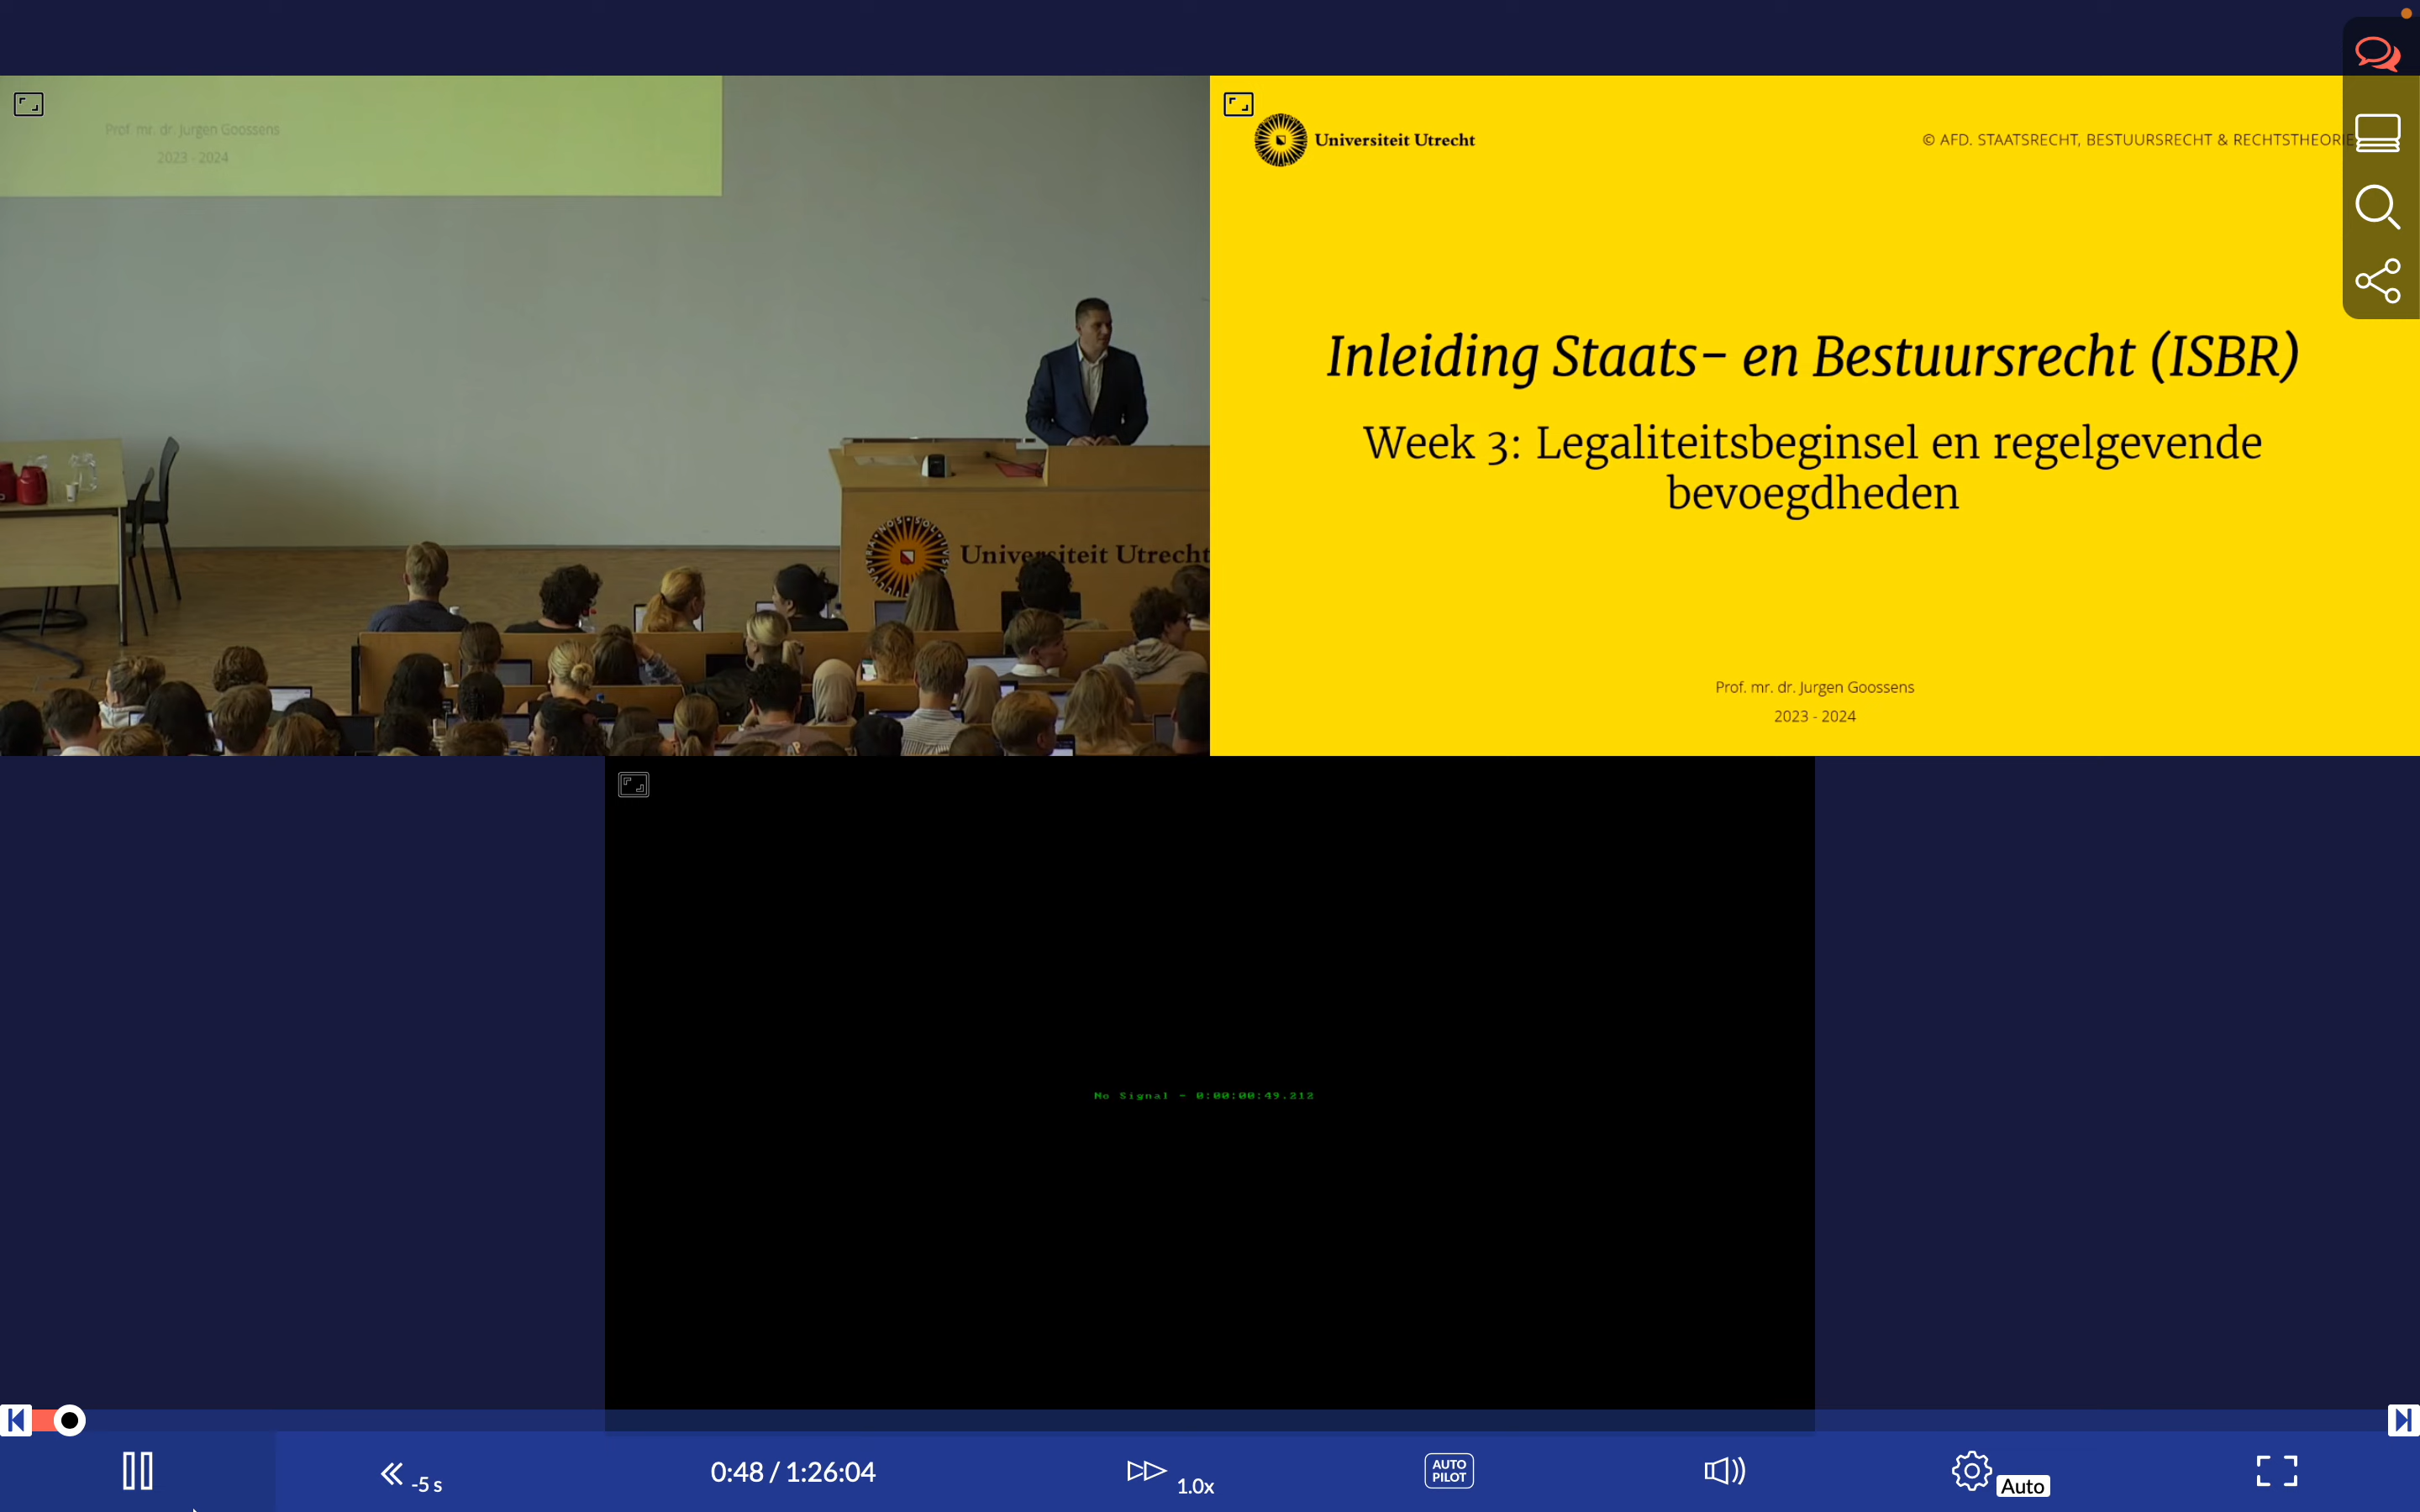 Prof. mr. dr. Jurgen Goossens
2023 - 2024
Universiteit Utrecht
Universiteit Utrecht
© AFD. STAATSRECHT, BESTUURSRECHT & RECHTSTHEORIE
Inleiding Staats- en Bestuursrecht (ISBR)
Week 3: Legaliteitsbeginsel en regelgevende
bevoegdheden
Prof. mr. dr. Jurgen Goossens
2023 - 2024
No Signal - 0:00:00:49.212
-5 s
0:48 / 1:26:04
1.0x
AUTO
PILOT
Auto